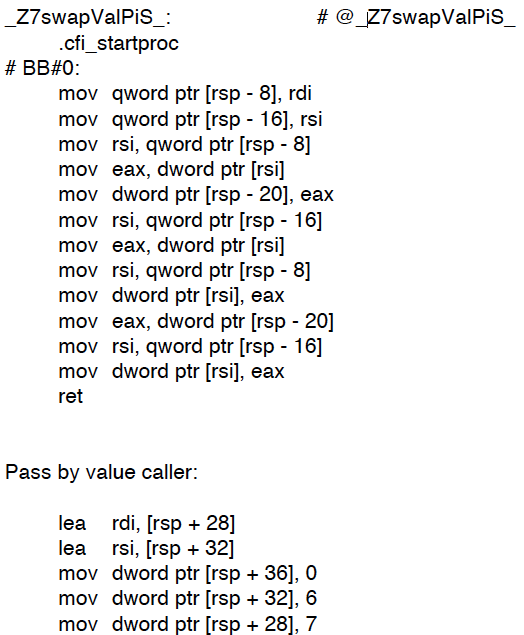 _Z7swapValPiS_: # @_Z7swapValPiS_
.cfi_startproc
# BB#0:
mov qword ptr [rsp - 8], rdi
mov qword ptr [rsp - 16], rsi
mov rsi, qword ptr [rsp - 8]
mov eax, dword ptr [rsi]
mov dword ptr [rsp - 20], eax
mov rsi, qword ptr [rsp - 16]
mov eax, dword ptr [rsi]
mov rsi, qword ptr [rsp - 8]
mov dword ptr [rsi], eax
mov eax, dword ptr [rsp - 20]
mov rsi, qword ptr [rsp - 16]
mov dword ptr [rsi], eax
ret
Pass by value caller:
lea rdi, [rsp + 28]
lea rsi, [rsp + 32]
mov dword ptr [rsp + 36], 0
mov dword ptr [rsp + 32], 6
mov dword ptr [rsp + 28], 7